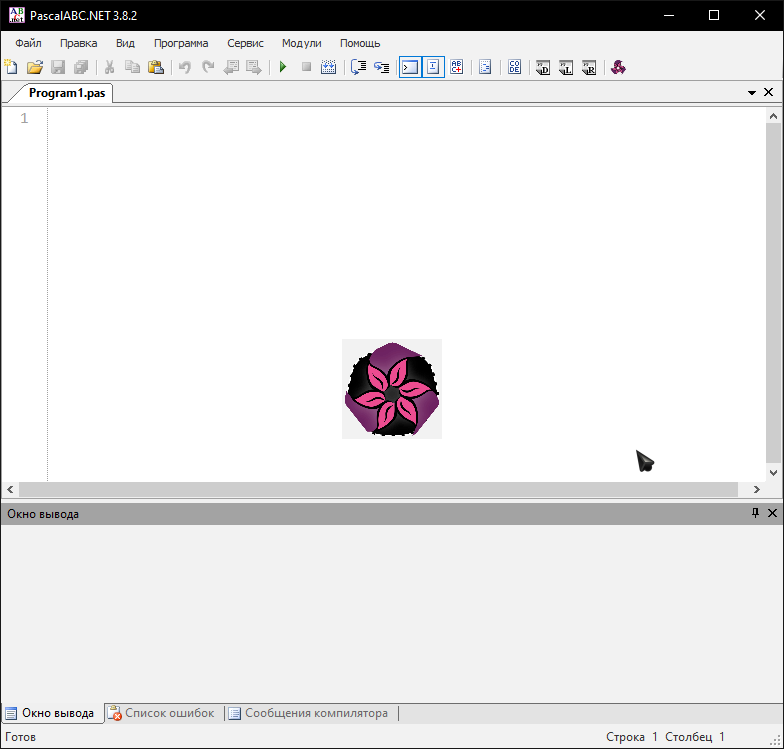 PascalABC.NET 3.8.2
Файл Правка Вид Программа Сервис Модули Помощь
Program1.pas
1
Окно вывода
Окно вывода Список ошибок Сообщения компилятора
Готов Строка 1 Столбец 1